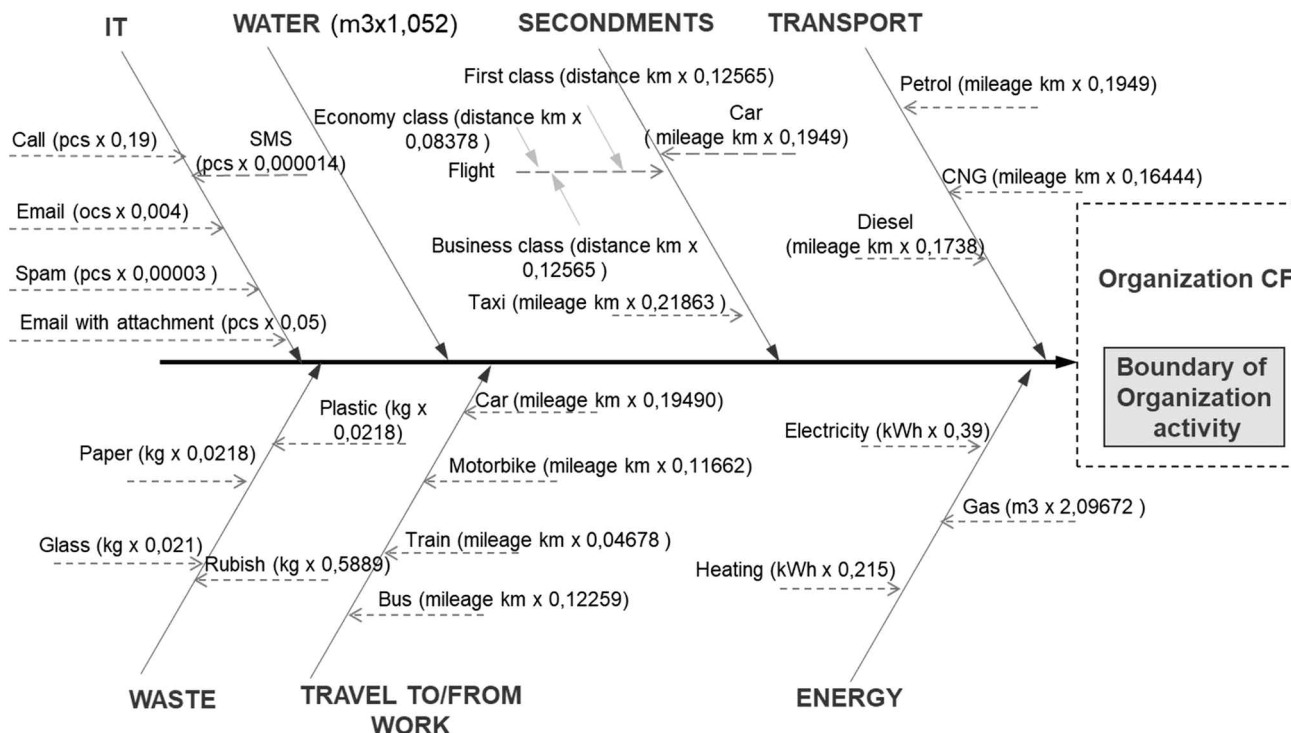 IT
WATER (m3x1,052)
SECONDMENTS
TRANSPORT
First class (distance km x 0,12565)
Petrol (mileage km x 0,1949)
Economy class (distance km x
0,08378 )
Car
( mileage km x 0,1949)
Call (pcs x 0,19)
SMS
(pcs x 0,000014)
Flight
CNG (mileage km x 0,16444)
Email (ocs x 0,004)
Diesel
(mileage km x 0,1738)
Business class (distance km x
0,12565 )
Spam (pcs x 0,00003 )
Taxi (mileage km x 0,21863 )
Email with attachment (pcs x 0,05)
Organization CF
Boundary of
Organization
activity
Plastic (kg x
0,0218)
Car (mileage km x 0,19490)
Electricity (kWh x 0,39)
Paper (kg x 0,0218)
Motorbike (mileage km x 0,11662)
Gas (m3 x 2,09672 )
Glass (kg x 0,021)
Rubish (kg x 0,5889)
Train (mileage km x 0,04678 )
Heating (kWh x 0,215)
Bus (mileage km x 0,12259)
WASTE
TRAVEL TO/FROM
WORK
ENERGY